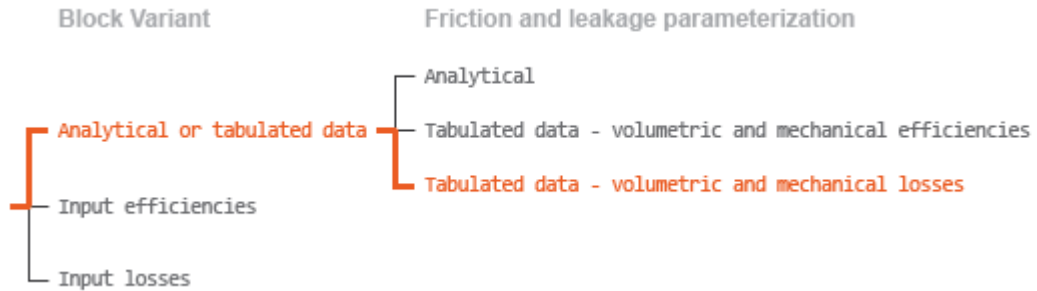 Block Variant
Friction and leakage parameterization
Analytical
Analytical or tabulated data
Tabulated data - volumetric and mechanical efficiencies
Tabulated data - volumetric and mechanical losses
Input efficiencies
Input losses